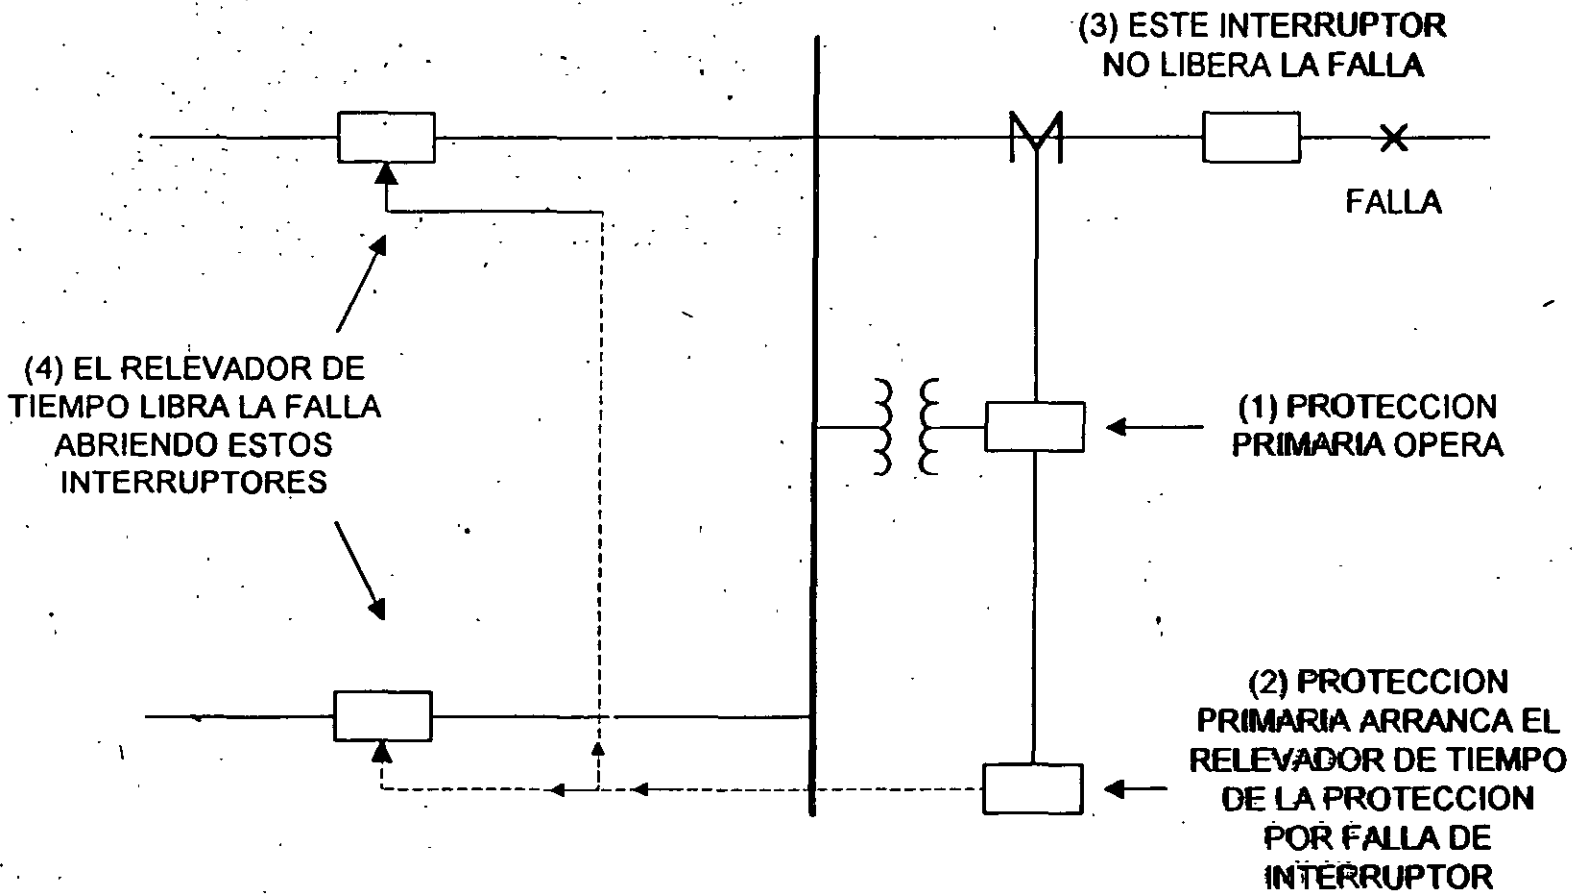 (3) ESTE INTERRUPTOR
NO LIBERA LA FALLA
FALLA
(4) EL RELEVADOR DE
TIEMPO LIBRA LA FALLA
ABRIENDO ESTOS
INTERRUPTORES
(1) PROTECCION
PRIMARIA OPERA
(2) PROTECCION
PRIMARIA ARRANCA EL
RELEVADOR DE TIEMPO
DE LA PROTECCION
POR FALLA DE
INTERRUPTOR